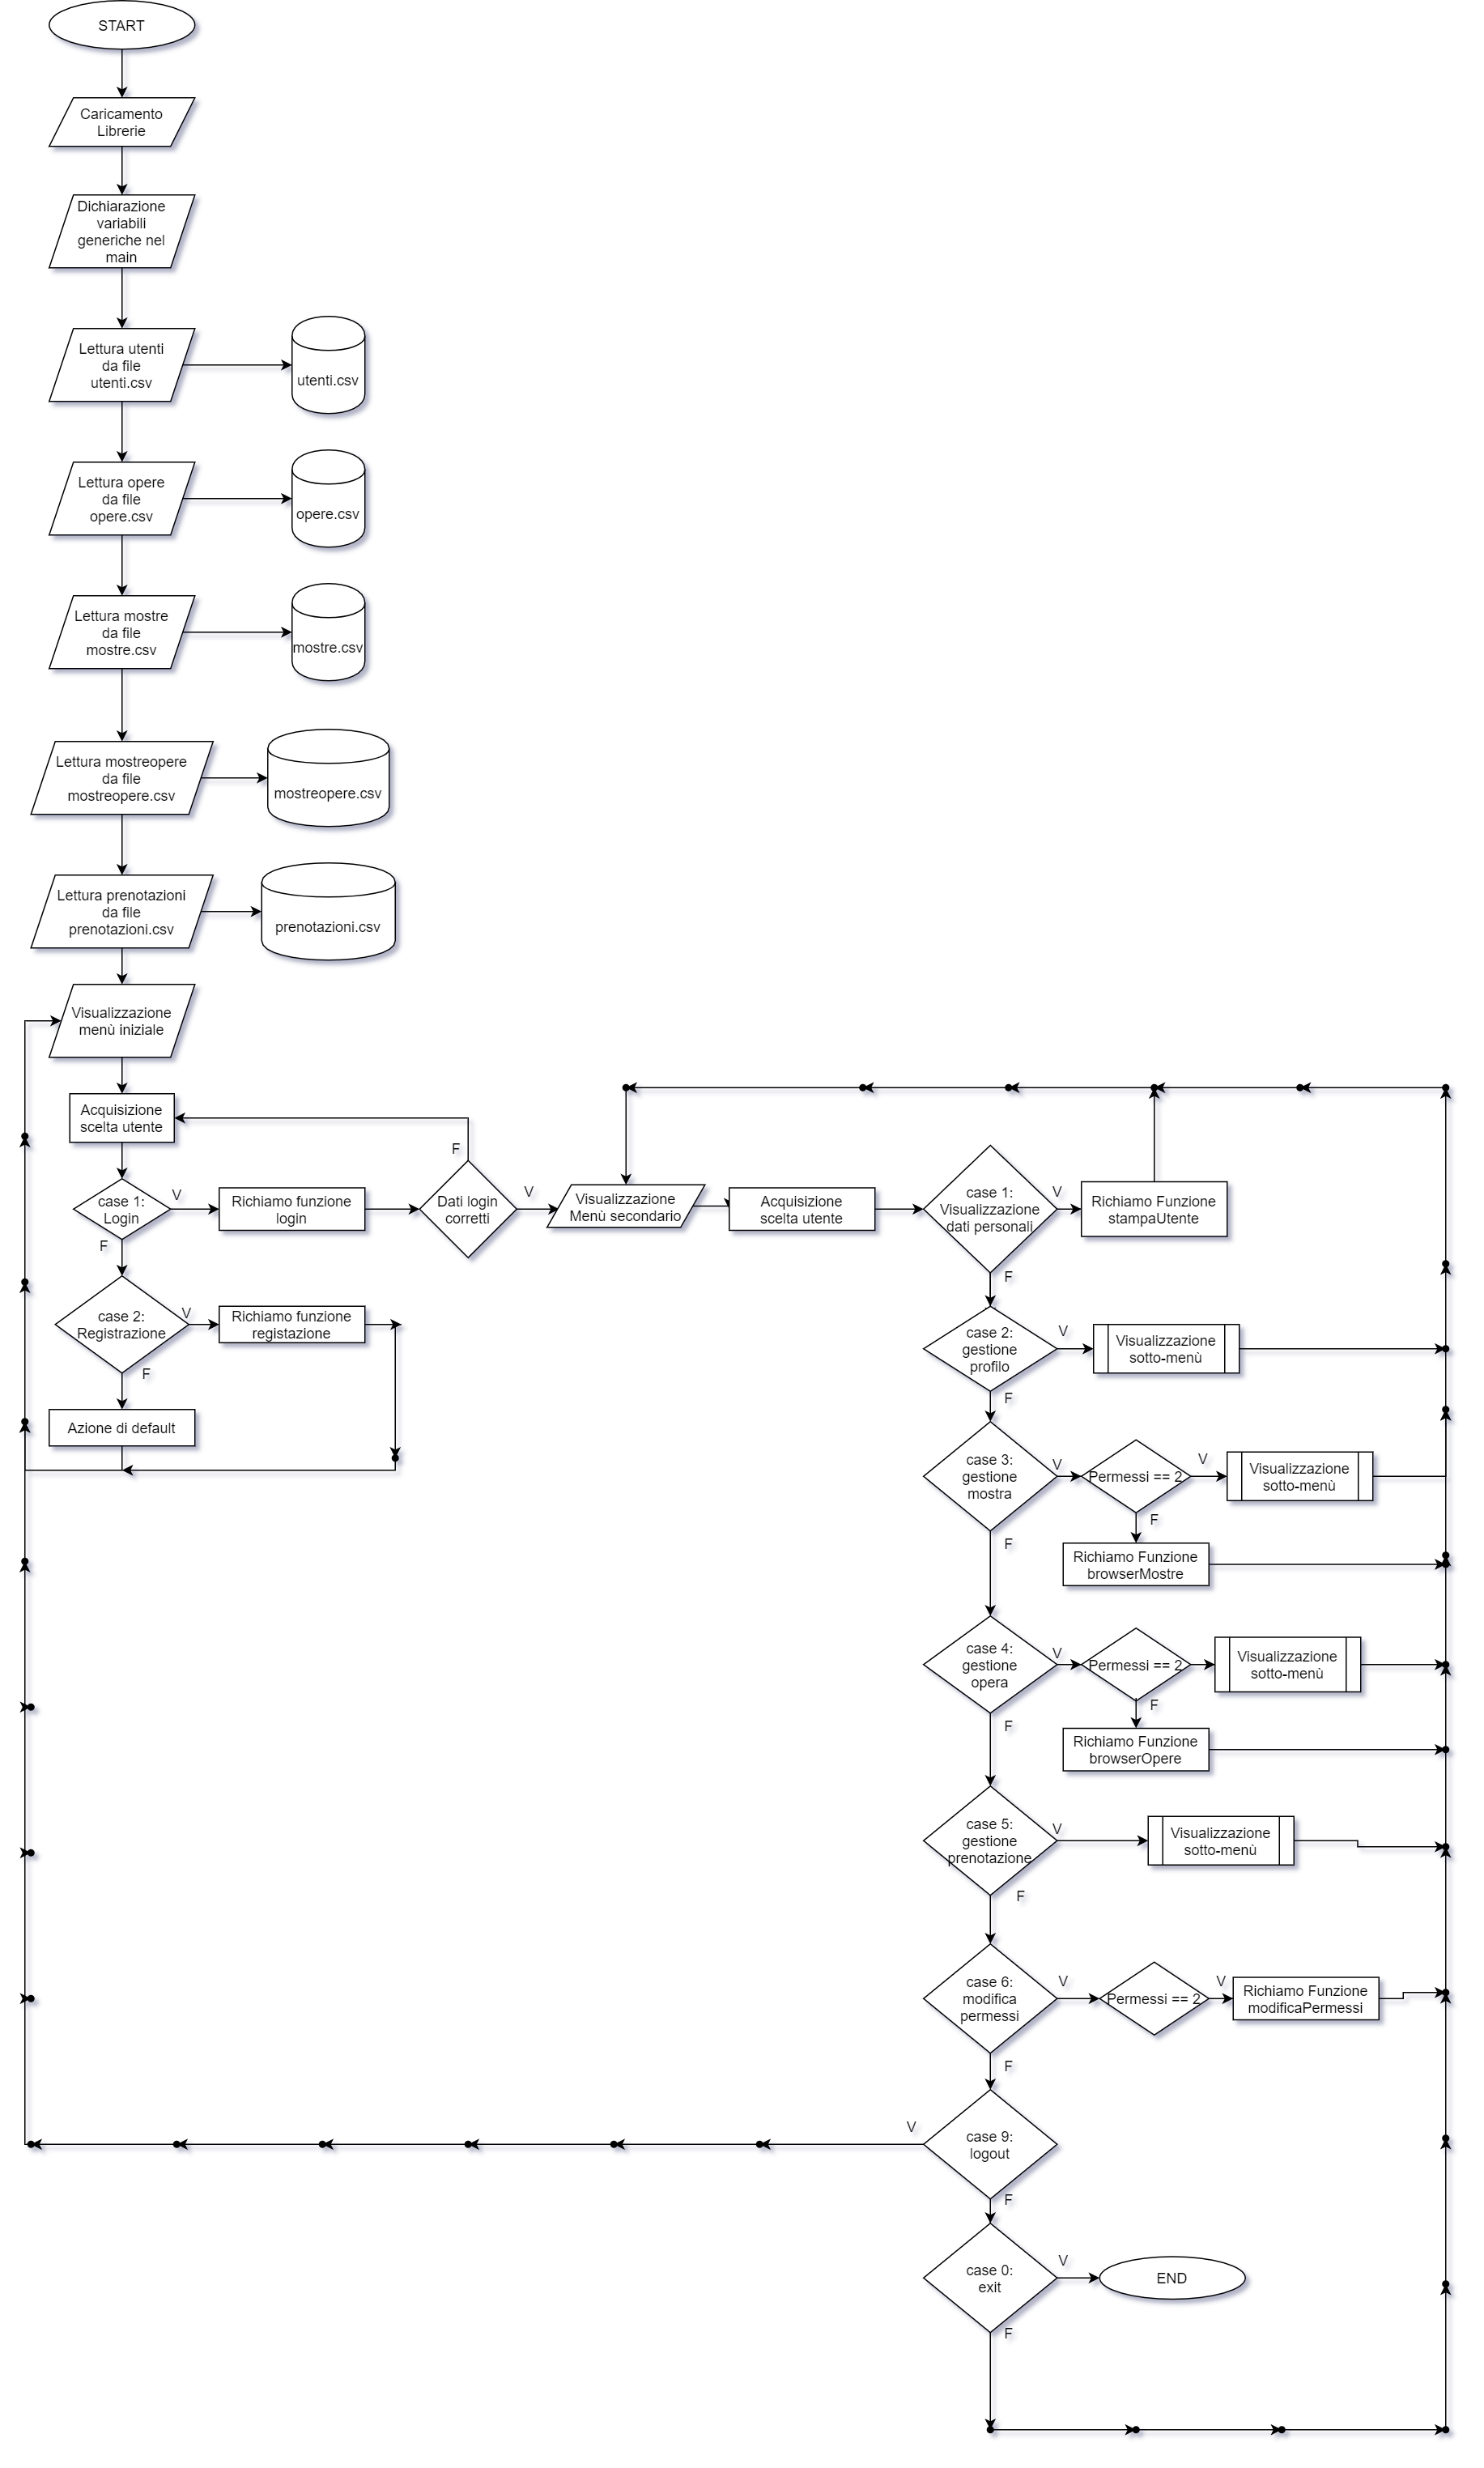 START
Caricamento
Librerie
Dichiarazione
variabili
generiche nel
main
Lettura utenti
da file
utenti.csv
utenti.csv
Lettura opere
da file
opere.csv
opere.csv
Lettura mostre
da file
mostre.csv
mostre.csv
Lettura mostreopere
da file
mostreopere.csv
mostreopere.csv
Lettura prenotazioni
da file
prenotazioni.csv
prenotazioni.csv
Visualizzazione
menù iniziale
Acquisizione
scelta utente
case 1:
Login
V
F
Richiamo funzione
login
Dati login
corretti
F
V
case 2:
Registrazione
V
F
Richiamo funzione
registazione
Azione di default
Visualizzazione
Menù secondario
Acquisizione
scelta utente
case 1:
Visualizzazione
dati personali
V
F
Richiamo Funzione
stampaUtente
case 2:
gestione
profilo
V
F
Visualizzazione
sotto-menù
case 3:
gestione
mostra
V
F
Permessi == 2
V
F
Visualizzazione
sotto-menù
Richiamo Funzione
browserMostre
case 4:
gestione
opera
V
F
Permessi == 2
F
Visualizzazione
sotto-menù
Richiamo Funzione
browserOpere
case 5:
gestione
prenotazione
V
F
Visualizzazione
sotto-menù
case 6:
modifica
permessi
V
F
Permessi == 2
V
Richiamo Funzione
modificaPermessi
case 9:
logout
V
F
case 0:
exit
V
F
END